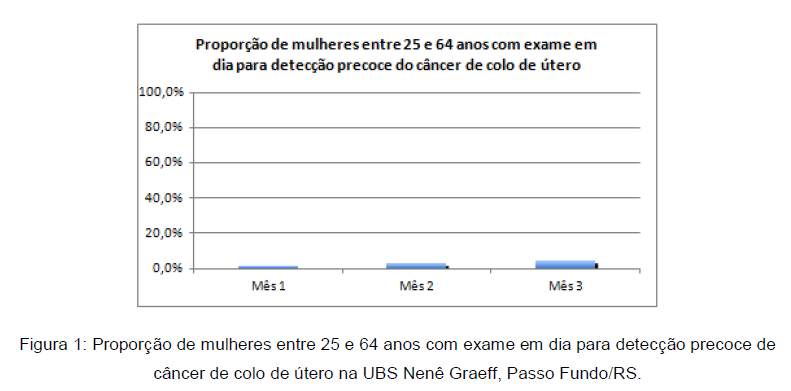 Proporção de mulheres entre 25 e 64 anos com exame em
dia para detecção precoce do câncer de colo de útero
100,0%
80,0%
60,0%
40,0%
20,0%
0,0%
Mês 1
Mês 2
Mês 3
Figura 1: Proporção de mulheres entre 25 e 64 anos com exame em dia para detecção precoce de
câncer de colo de útero na UBS Nenê Graeff, Passo Fundo/RS.